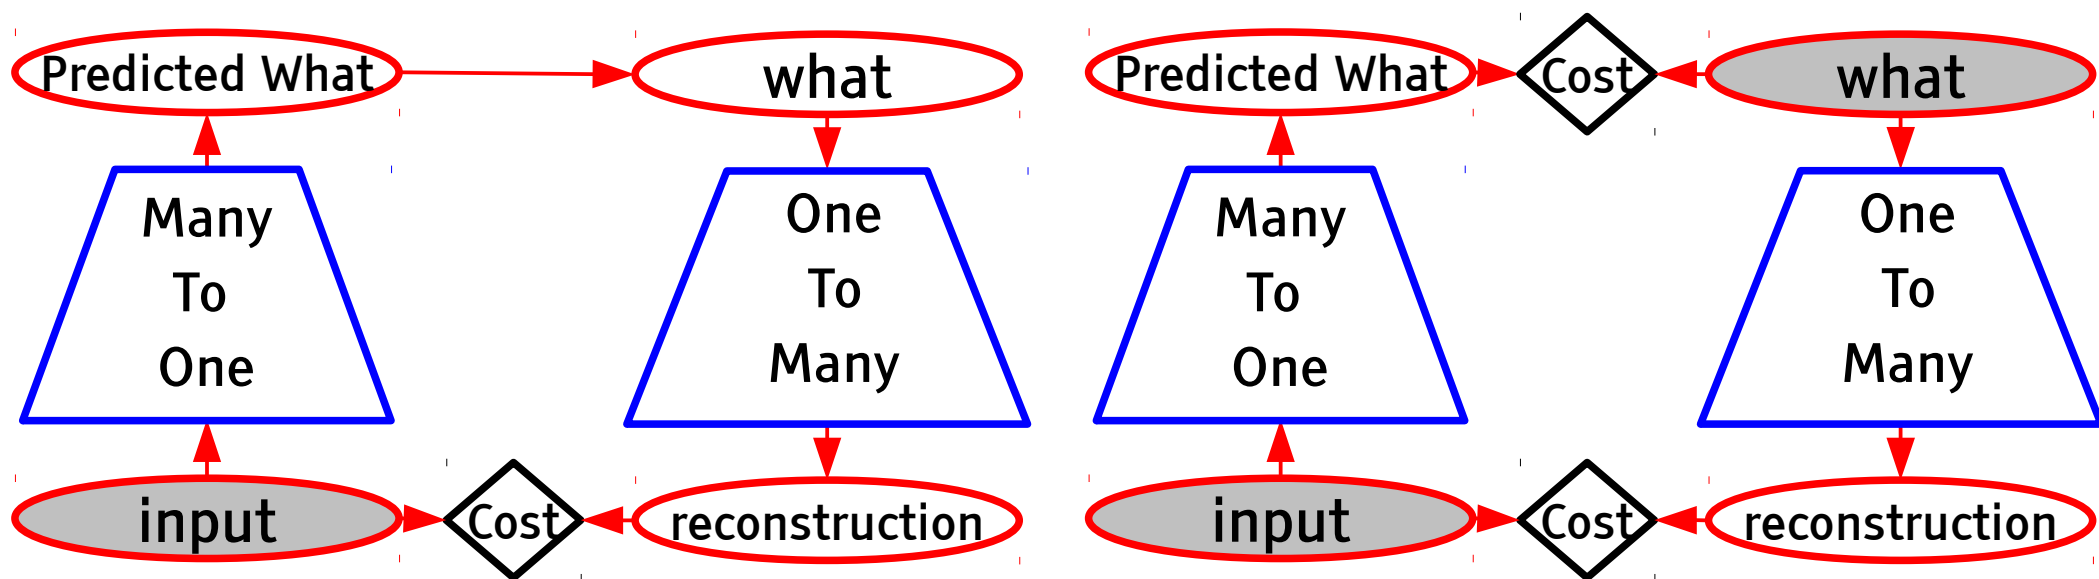 Predicted What
what
Many
To
One
One
To
Many
input
Cost
reconstruction
Predicted What
Cost
what
Many
To
One
One
To
Many
input
Cost
reconstruction